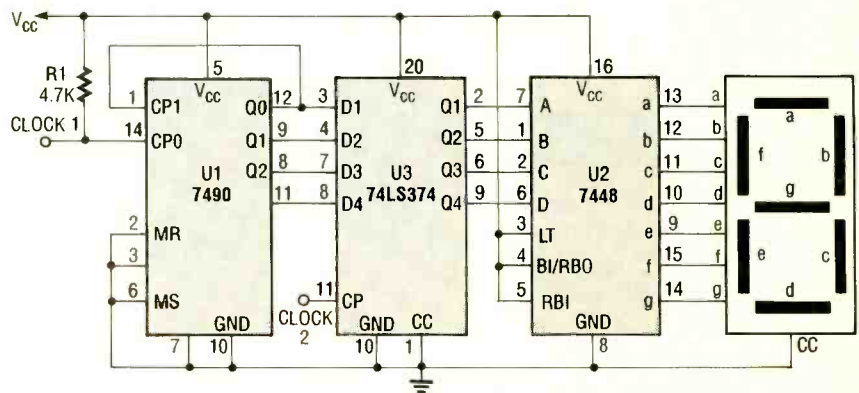 Vcc
R1
4.7K
CLOCK 1
1
14
CP1
CP0
5
Vcc
U1
7490
Q0
Q1
Q2
12
9
8
11
2
3
6
MR
MS
GND
7
10
3
4
7
8
D1
D2
D3
D4
20
Vcc
U3
74LS374
Q1
Q2
Q3
Q4
2
5
6
9
11
CP
CLOCK
2
GND
CC
10
1
7
1
2
6
3
4
5
A
B
C
D
LT
BI/RBO
RBI
16
Vcc
U2
7448
GND
8
a
b
c
d
e
f
g
13
12
11
10
9
15
14
a
b
c
d
e
f
g
a
f
b
g
e
c
d
CC